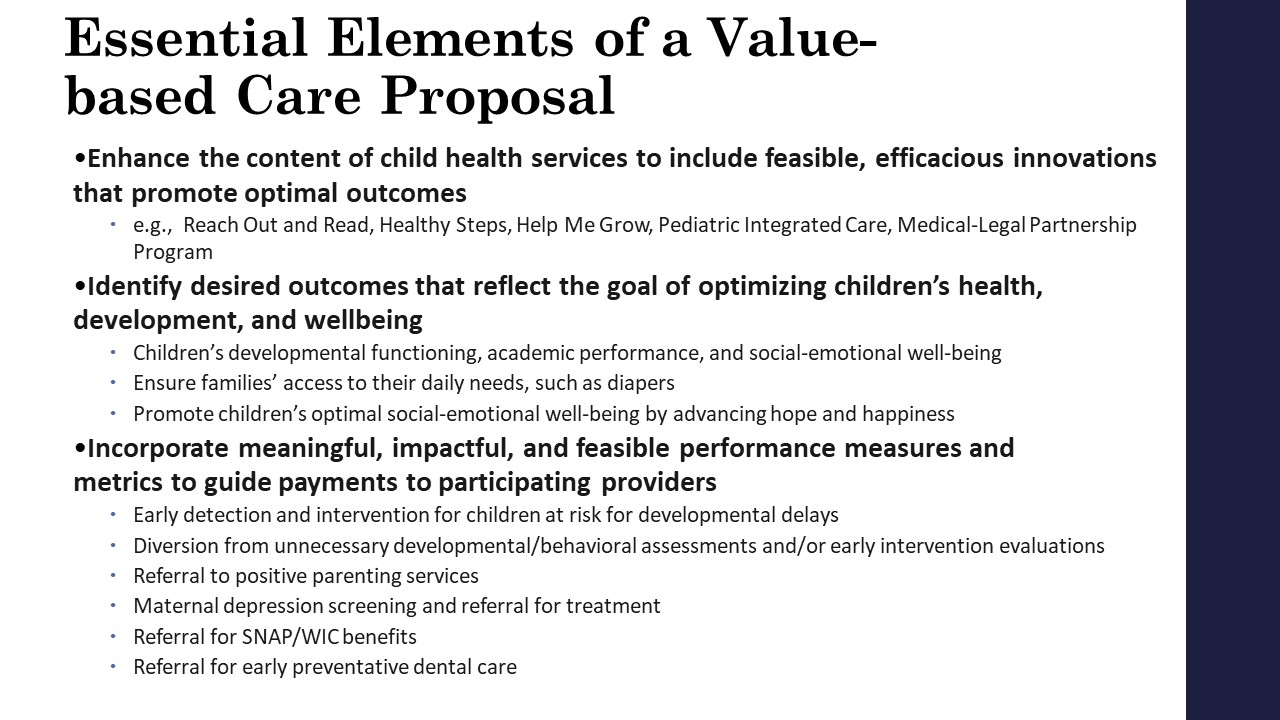 Essential Elements of a Value-
based Care Proposal
•Enhance the content of child health services to include feasible, efficacious innovations
that promote optimal outcomes
• e.g., Reach Out and Read, Healthy Steps, Help Me Grow, Pediatric Integrated Care, Medical-Legal Partnership
Program
•Identify desired outcomes that reflect the goal of optimizing children’s health,
development, and wellbeing
• Children’s developmental functioning, academic performance, and social-emotional well-being
• Ensure families’ access to their daily needs, such as diapers
• Promote children’s optimal social-emotional well-being by advancing hope and happiness
•Incorporate meaningful, impactful, and feasible performance measures and
metrics to guide payments to participating providers
• Early detection and intervention for children at risk for developmental delays
• Diversion from unnecessary developmental/behavioral assessments and/or early intervention evaluations
• Referral to positive parenting services
• Maternal depression screening and referral for treatment
• Referral for SNAP/WIC benefits
• Referral for early preventative dental care